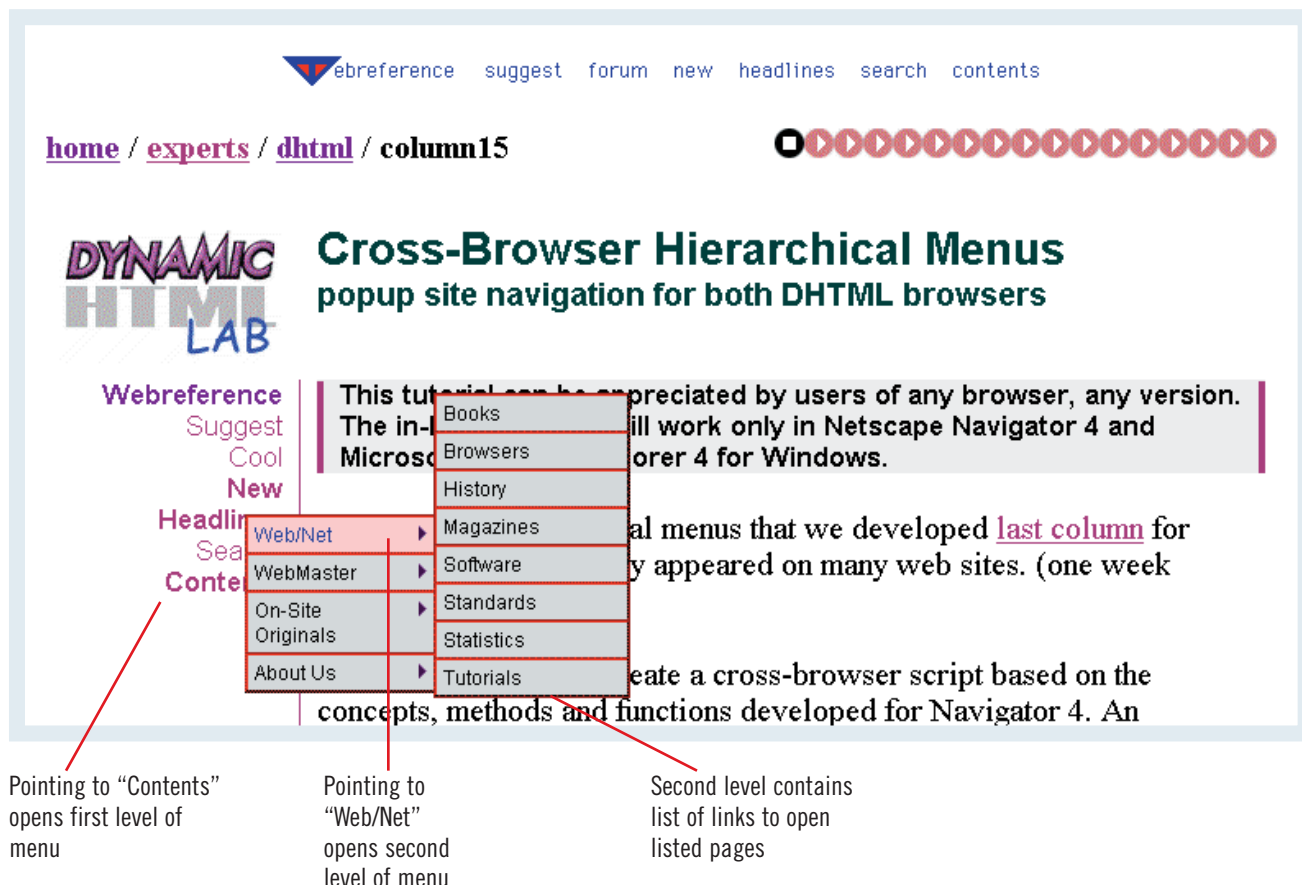 ebreference suggest forum new headlines search contents
home / experts / dhtml / column15
DYNAMIC
HTML
LAB
Cross-Browser Hierarchical Menus
popup site navigation for both DHTML browsers
Webreference
Suggest
Cool
New
Headlin
Sea
Conten
This tutorial can be appreciated by users of any browser, any version.
The in- ill work only in Netscape Navigator 4 and
Microso orer 4 for Windows.
al menus that we developed last column for
y appeared on many web sites. (one week
eate a cross-browser script based on the
concepts, methods and functions developed for Navigator 4. An
Web/Net
WebMaster
On-Site
Originals
About Us
Books
Browsers
History
Magazines
Software
Standards
Statistics
Tutorials
Pointing to “Contents”
opens first level of
menu
Pointing to
“Web/Net”
opens second
level of menu
Second level contains
list of links to open
listed pages